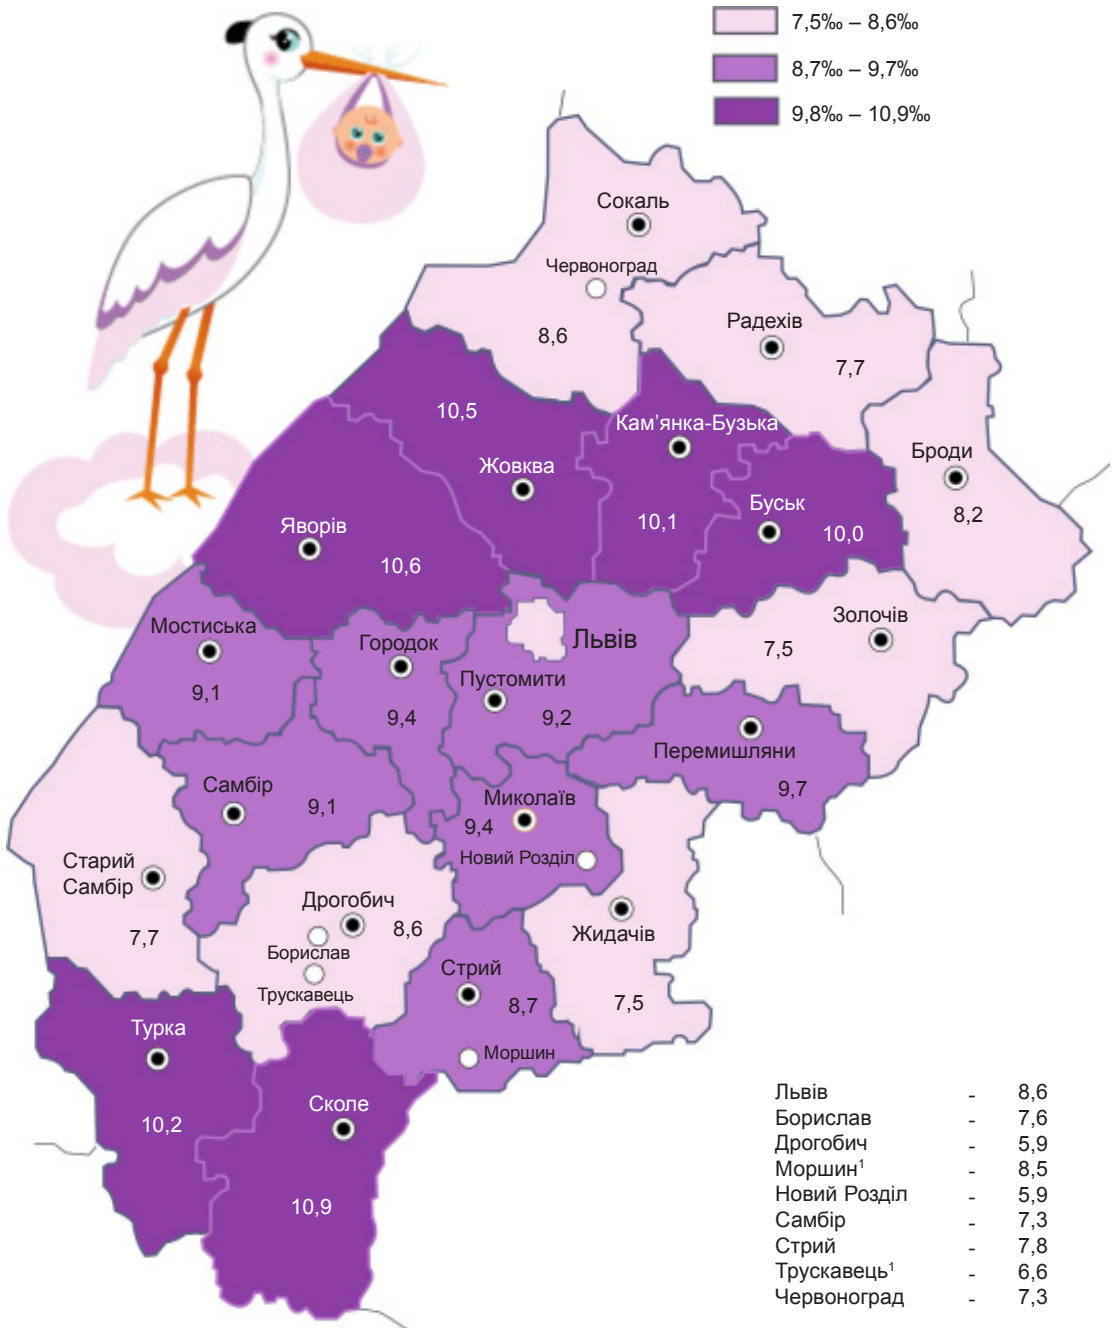 7,5‰ – 8,6‰
8,7‰ – 9,7‰
9,8‰ – 10,9‰
Сокаль
Червоноград
8,6
Радехів
7,7
10,5
Кам’янка-Бузька
Броди
8,2
Жовква
Буськ
10,1
10,0
Яворів
10,6
Мостиська
9,1
Городок
9,4
Львів
Пустомити
9,2
Золочів
7,5
Перемишляни
9,7
Самбір
9,1
Миколаїв
9,4
Новий Розділ
Старий
Самбір
7,7
Дрогобич
8,6
Борислав
Трускавець
Жидачів
7,5
Стрий
8,7
Моршин
Турка
10,2
Сколе
10,9
Львів - 8,6
Борислав - 7,6
Дрогобич - 5,9
Моршин¹ - 8,5
Новий Розділ - 5,9
Самбір - 7,3
Стрий - 7,8
Трускавець¹ - 6,6
Червоноград - 7,3